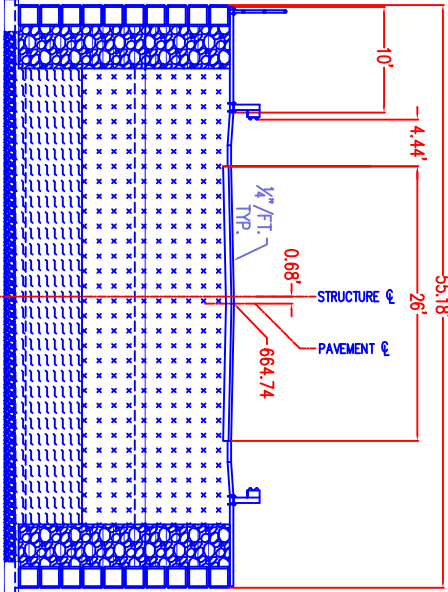 55.18'
10'
4.44'
26'
¼"/FT.
TYP.
0.68'
STRUCTURE ℄
PAVEMENT ℄
664.74